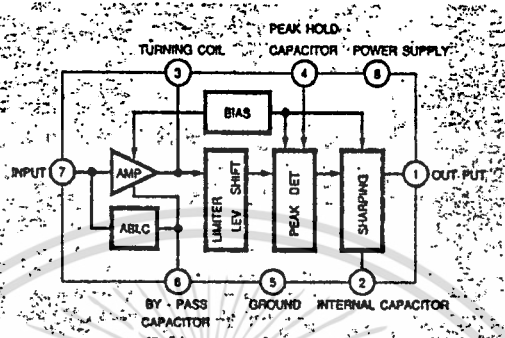 PEAK HOLD
TURNING COIL CAPACITOR POWER SUPPLY
3 4 8
BIAS
INPUT 7 AMP LIMITER LEV SHIFT PEAK DET SHARPING 1 OUT PUT
ABLC
6 5 2
BY - PASS GROUND INTERNAL CAPACITOR
CAPACITOR